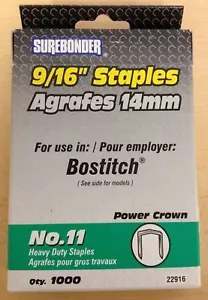 SUREBONDER
9/16" Staples
Agrafes 14mm
For use in: / Pour employer:
Bostitch®
( See side for models )
Power Crown
No.11
Heavy Duty Staples
Agrafes pour gros travaux
Qty. 1000
22916